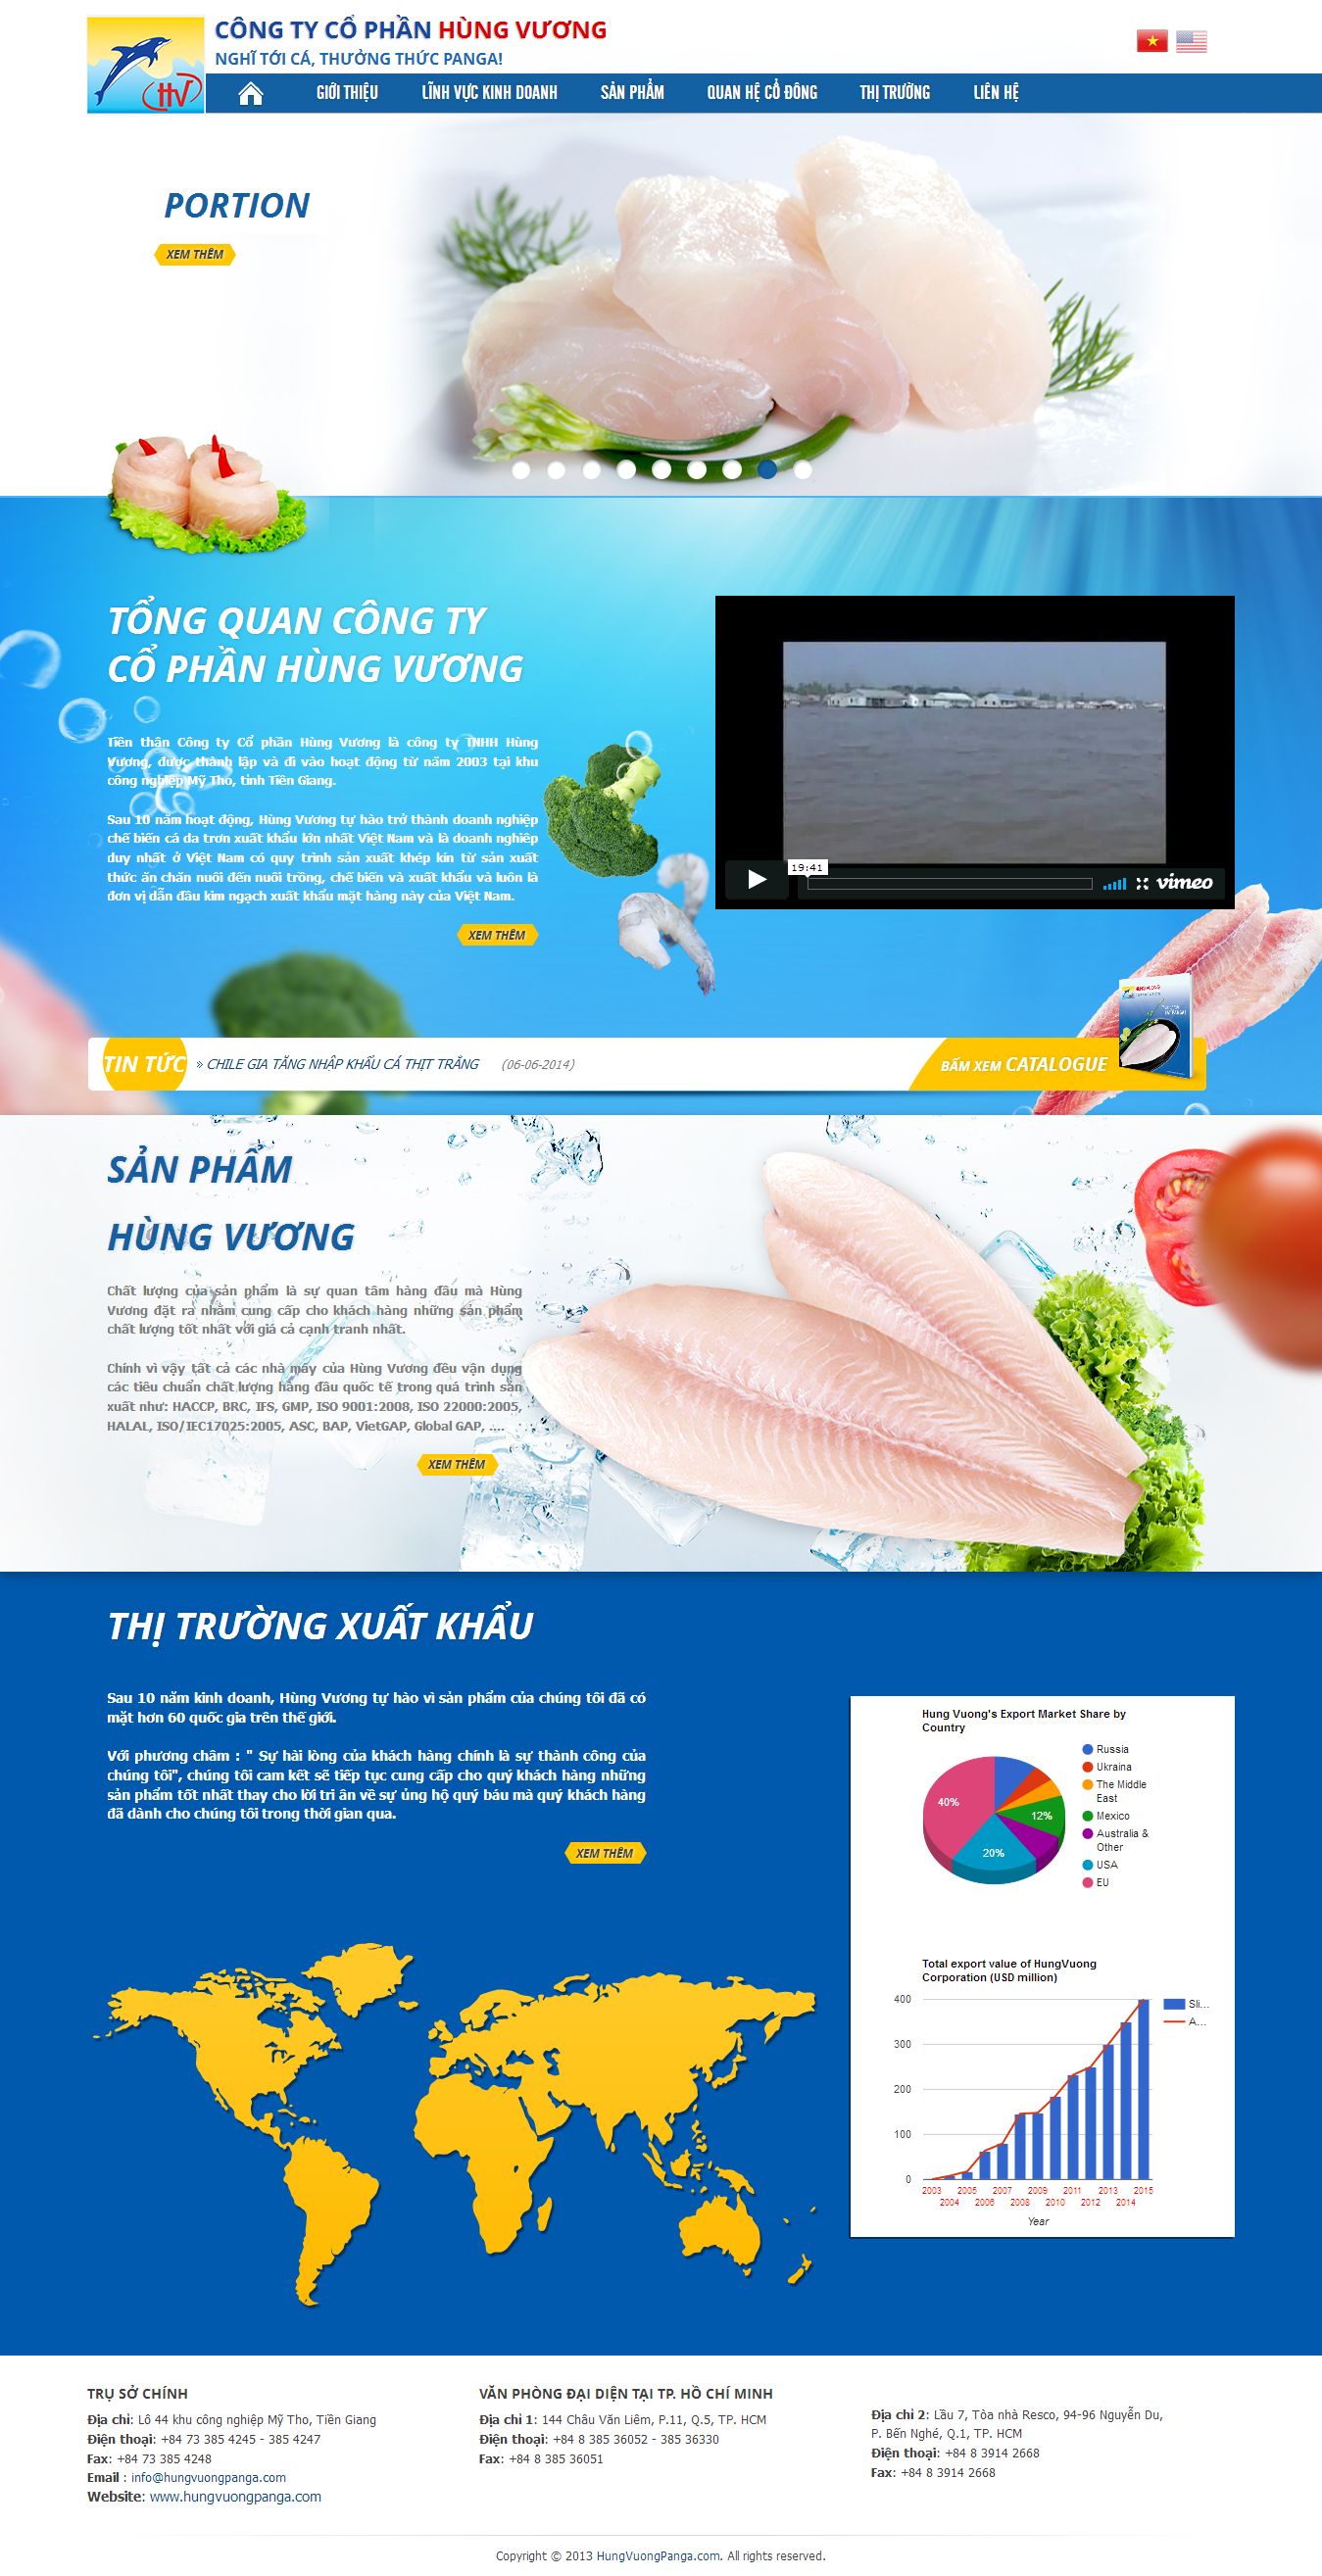 CÔNG TY CỔ PHẦN HÙNG VƯƠNG
NGHĨ TỚI CÁ, THƯỞNG THỨC PANGA!
HV
GIỚI THIỆU LĨNH VỰC KINH DOANH SẢN PHẨM QUAN HỆ CỔ ĐÔNG THỊ TRƯỜNG LIÊN HỆ
PORTION
XEM THÊM
TỔNG QUAN CÔNG TY
CỔ PHẦN HÙNG VƯƠNG
Tiền thân Công ty Cổ phần Hùng Vương là công ty TNHH Hùng
Vương, được thành lập và đi vào hoạt động từ năm 2003 tại khu
công nghiệp Mỹ Tho, tỉnh Tiền Giang.
Sau 10 năm hoạt động, Hùng Vương tự hào trở thành doanh nghiệp
chế biến cá da trơn xuất khẩu lớn nhất Việt Nam và là doanh nghiệp
duy nhất ở Việt Nam có quy trình sản xuất khép kín từ sản xuất
thức ăn chăn nuôi đến nuôi trồng, chế biến và xuất khẩu và luôn là
đơn vị dẫn đầu kim ngạch xuất khẩu mặt hàng này của Việt Nam.
XEM THÊM
19:41
vimeo
TIN TỨC
» CHILE GIA TĂNG NHẬP KHẨU CÁ THỊT TRẮNG (06-06-2014)
BẤM XEM CATALOGUE
SẢN PHẨM
HÙNG VƯƠNG
Chất lượng của sản phẩm là sự quan tâm hàng đầu mà Hùng
Vương đặt ra nhằm cung cấp cho khách hàng những sản phẩm
chất lượng tốt nhất với giá cả cạnh tranh nhất.
Chính vì vậy tất cả các nhà máy của Hùng Vương đều vận dụng
các tiêu chuẩn chất lượng hàng đầu quốc tế trong quá trình sản
xuất như: HACCP, BRC, IFS, GMP, ISO 9001:2008, ISO 22000:2005,
HALAL, ISO/IEC17025:2005, ASC, BAP, VietGAP, Global GAP, ....
XEM THÊM
THỊ TRƯỜNG XUẤT KHẨU
Sau 10 năm kinh doanh, Hùng Vương tự hào vì sản phẩm của chúng tôi đã có
mặt hơn 60 quốc gia trên thế giới.
Với phương châm : " Sự hài lòng của khách hàng chính là sự thành công của
chúng tôi", chúng tôi cam kết sẽ tiếp tục cung cấp cho quý khách hàng những
sản phẩm tốt nhất thay cho lời tri ân về sự ủng hộ quý báu mà quý khách hàng
đã dành cho chúng tôi trong thời gian qua.
XEM THÊM
Hung Vuong's Export Market Share by
Country
40%
12%
20%
Russia
Ukraina
The Middle
East
Mexico
Australia &
Other
USA
EU
Total export value of HungVuong
Corporation (USD million)
400
300
200
100
0
Sli...
A...
2003 2005 2007 2009 2011 2013 2015
2004 2006 2008 2010 2012 2014
Year
TRỤ SỞ CHÍNH
Địa chỉ: Lô 44 khu công nghiệp Mỹ Tho, Tiền Giang
Điện thoại: +84 73 385 4245 - 385 4247
Fax: +84 73 385 4248
Email : info@hungvuongpanga.com
Website: www.hungvuongpanga.com
VĂN PHÒNG ĐẠI DIỆN TẠI TP. HỒ CHÍ MINH
Địa chỉ 1: 144 Châu Văn Liêm, P.11, Q.5, TP. HCM
Điện thoại: +84 8 385 36052 - 385 36330
Fax: +84 8 385 36051
Địa chỉ 2: Lầu 7, Tòa nhà Resco, 94-96 Nguyễn Du,
P. Bến Nghé, Q.1, TP. HCM
Điện thoại: +84 8 3914 2668
Fax: +84 8 3914 2668
Copyright © 2013 HungVuongPanga.com. All rights reserved.